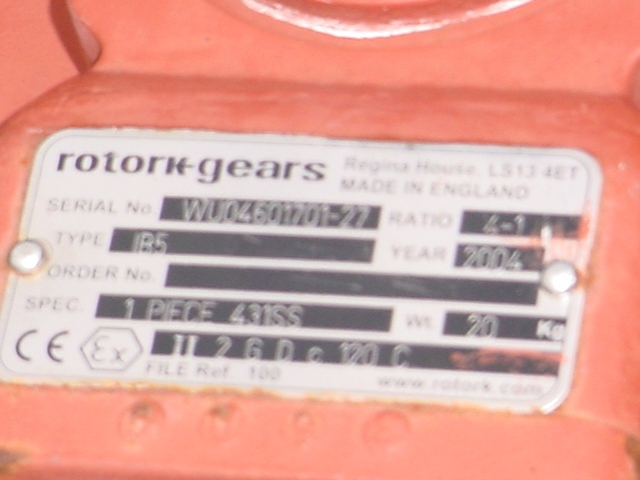 rotork gears Regina House, LS13 4ET
MADE IN ENGLAND
SERIAL No WU04601701-27 RATIO 4-1
TYPE IB5 YEAR 2004
ORDER No.
SPEC. 1 PIECE 431SS Wt. 20 Kg
CE Ex II 2 G D c 120 C
FILE Ref. 100 www.rotork.com